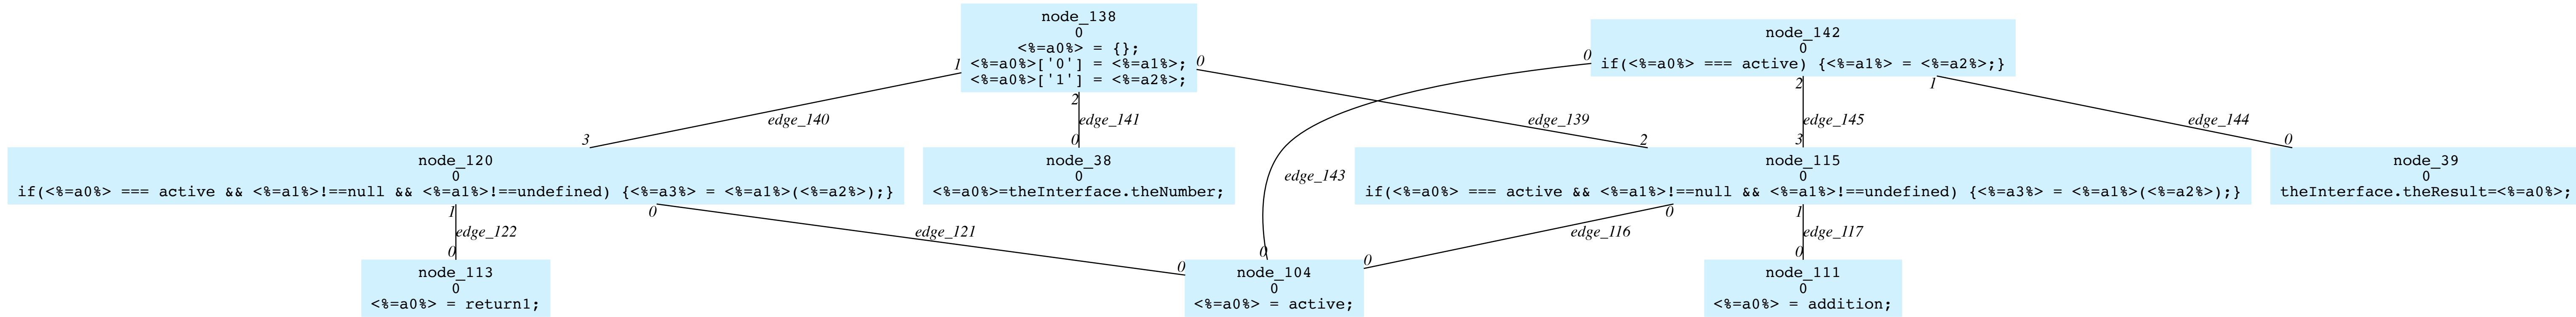 node_138
0
<%=a0%> = {};
<%=a0%>['0'] = <%=a1%>;
<%=a0%>['1'] = <%=a2%>;
node_142
0
if(<%=a0%> === active) {<%=a1%> = <%=a2%>;}
1
0
2
0
2
1
edge_140
edge_141
edge_139
edge_145
edge_144
3
0
2
3
0
node_120
0
if(<%=a0%> === active && <%=a1%>!==null && <%=a1%>!==undefined) {<%=a3%> = <%=a1%>(<%=a2%>);}
node_38
0
<%=a0%>=theInterface.theNumber;
edge_143
node_115
0
if(<%=a0%> === active && <%=a1%>!==null && <%=a1%>!==undefined) {<%=a3%> = <%=a1%>(<%=a2%>);}
node_39
0
theInterface.theResult=<%=a0%>;
1
0
0
1
edge_122
edge_121
edge_116
edge_117
0
0
0
0
0
node_113
0
<%=a0%> = return1;
node_104
0
<%=a0%> = active;
node_111
0
<%=a0%> = addition;